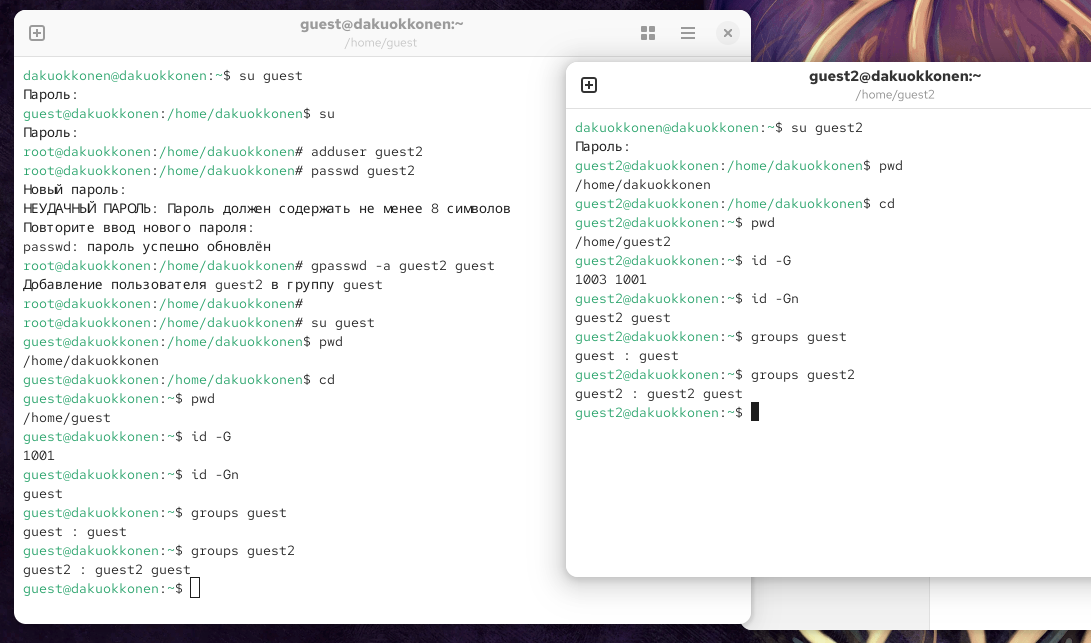 guest@dakuokkonen:~
/home/guest
dakuokkonen@dakuokkonen:~$ su guest
Пароль:
guest@dakuokkonen:/home/dakuokkonen$ su
Пароль:
root@dakuokkonen:/home/dakuokkonen# adduser guest2
root@dakuokkonen:/home/dakuokkonen# passwd guest2
Новый пароль:
НЕУДАЧНЫЙ ПАРОЛЬ: Пароль должен содержать не менее 8 символов
Повторите ввод нового пароля:
passwd: пароль успешно обновлён
root@dakuokkonen:/home/dakuokkonen# gpasswd -a guest2 guest
Добавление пользователя guest2 в группу guest
root@dakuokkonen:/home/dakuokkonen#
root@dakuokkonen:/home/dakuokkonen# su guest
guest@dakuokkonen:/home/dakuokkonen$ pwd
/home/dakuokkonen
guest@dakuokkonen:/home/dakuokkonen$ cd
guest@dakuokkonen:~$ pwd
/home/guest
guest@dakuokkonen:~$ id -G
1001
guest@dakuokkonen:~$ id -Gn
guest
guest@dakuokkonen:~$ groups guest
guest : guest
guest@dakuokkonen:~$ groups guest2
guest2 : guest2 guest
guest@dakuokkonen:~$
guest2@dakuokkonen:~
/home/guest2
dakuokkonen@dakuokkonen:~$ su guest2
Пароль:
guest2@dakuokkonen:/home/dakuokkonen$ pwd
/home/dakuokkonen
guest2@dakuokkonen:/home/dakuokkonen$ cd
guest2@dakuokkonen:~$ pwd
/home/guest2
guest2@dakuokkonen:~$ id -G
1003 1001
guest2@dakuokkonen:~$ id -Gn
guest2 guest
guest2@dakuokkonen:~$ groups guest
guest : guest
guest2@dakuokkonen:~$ groups guest2
guest2 : guest2 guest
guest2@dakuokkonen:~$